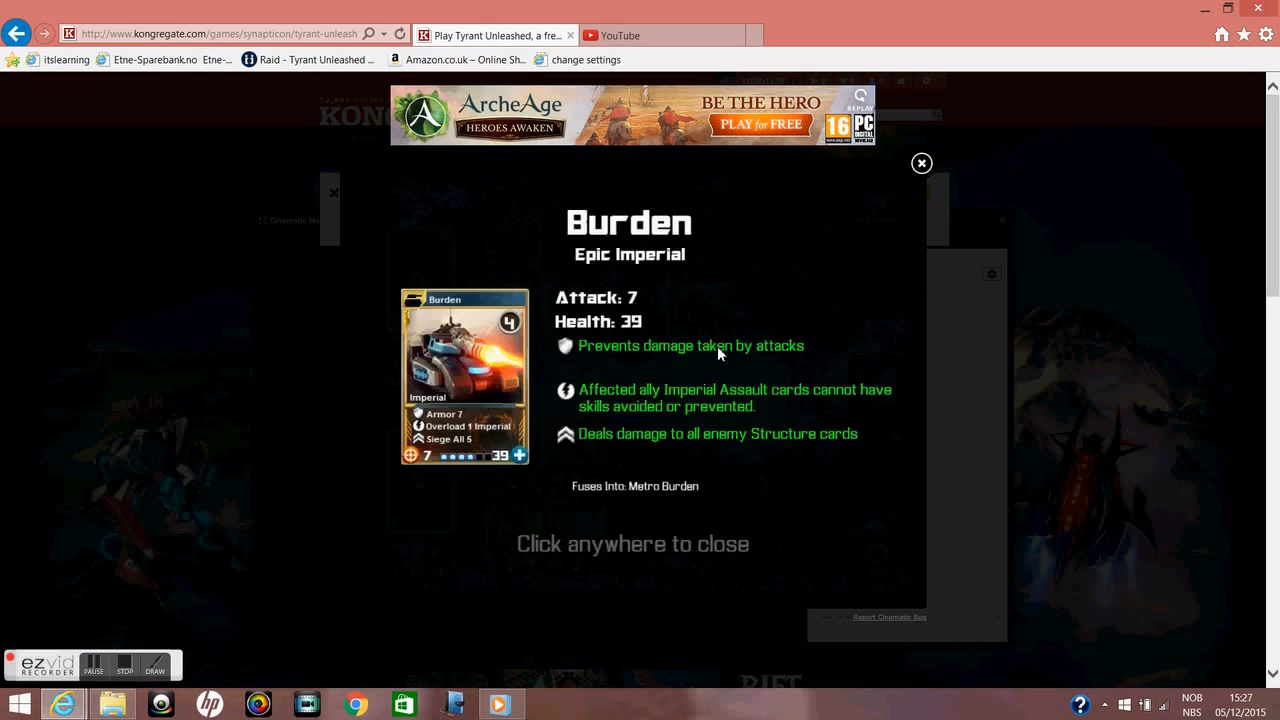 http://www.kongregate.com/games/synapticon/tyrant-unleash
Play Tyrant Unleashed, a fre...
YouTube
itslearning
Etne-Sparebank.no Etne-...
Raid - Tyrant Unleashed ...
Amazon.co.uk – Online Sh...
change settings
KON
ArcheAge
HEROES AWAKEN
BE THE HERO
PLAY for FREE
REPLAY
16
PC
Burden
Epic Imperial
Burden
4
Imperial
Armor 7
Overload 1 Imperial
Siege All 5
7
39
Attack: 7
Health: 39
Prevents damage taken by attacks
Affected ally Imperial Assault cards cannot have
skills avoided or prevented.
Deals damage to all enemy Structure cards
Fuses Into: Metro Burden
Click anywhere to close
Report Cinematic Bug
ezvid
RECORDER
PAUSE
STOP
DRAW
NOR
NBS
15:27
05/12/2015